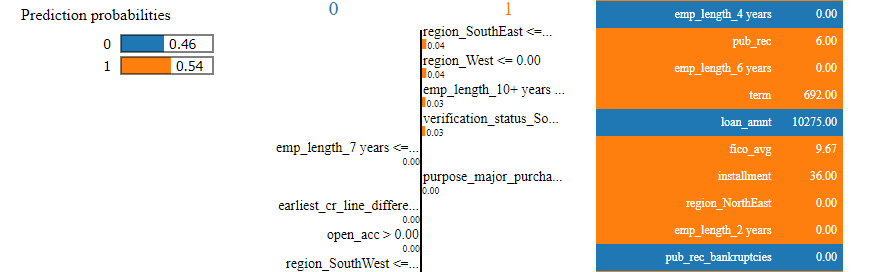 Prediction probabilities
0 0.46
1 0.54
0 1
region_SouthEast <=...
0.04
region_West <= 0.00
0.04
emp_length_10+ years ...
0.03
verification_status_So...
0.03
emp_length_7 years <=...
0.00
purpose_major_purcha...
0.00
earliest_cr_line_differe...
0.00
open_acc > 0.00
0.00
region_SouthWest <=...
emp_length_4 years 0.00
pub_rec 6.00
emp_length_6 years 0.00
term 692.00
loan_amnt 10275.00
fico_avg 9.67
installment 36.00
region_NorthEast 0.00
emp_length_2 years 0.00
pub_rec_bankruptcies 0.00